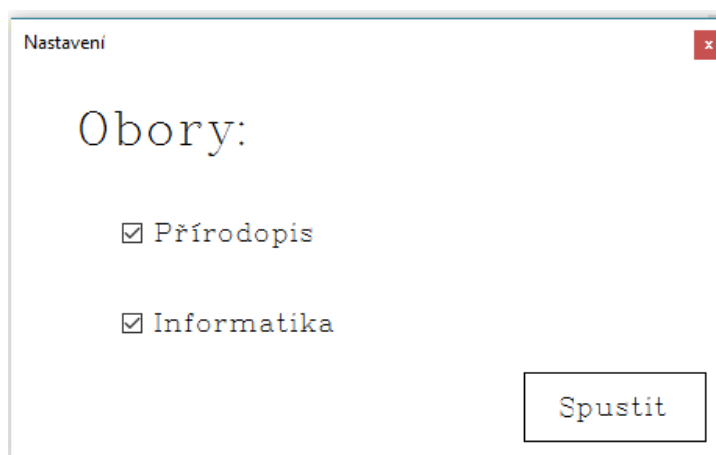 Nastavení
x
Obory:
Přírodopis
Informatika
Spustit